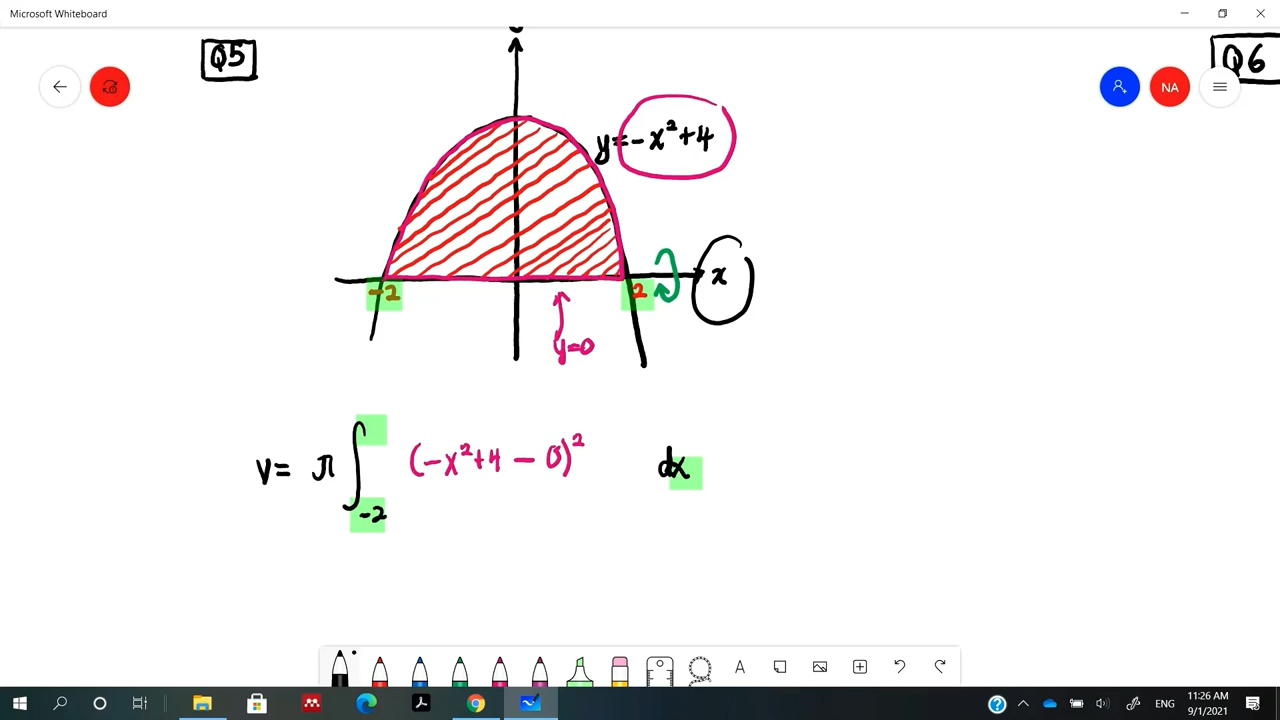 Microsoft Whiteboard
Q5
Q6
NA
y=-x²+4
x
-2
2
y=0
V= π∫₋₂ (-x²+4 - 0)² dx
A
ENG
11:26 AM
9/1/2021